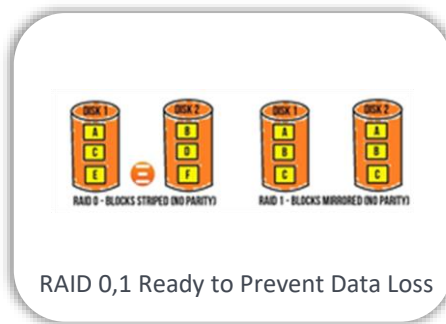 DISK 1 DISK 2 DISK 1 DISK 2
A B A A
C D B B
E F C C
RAID 0 - BLOCKS STRIPED (NO PARITY) RAID 1 - BLOCKS MIRRORED (NO PARITY)
RAID 0,1 Ready to Prevent Data Loss